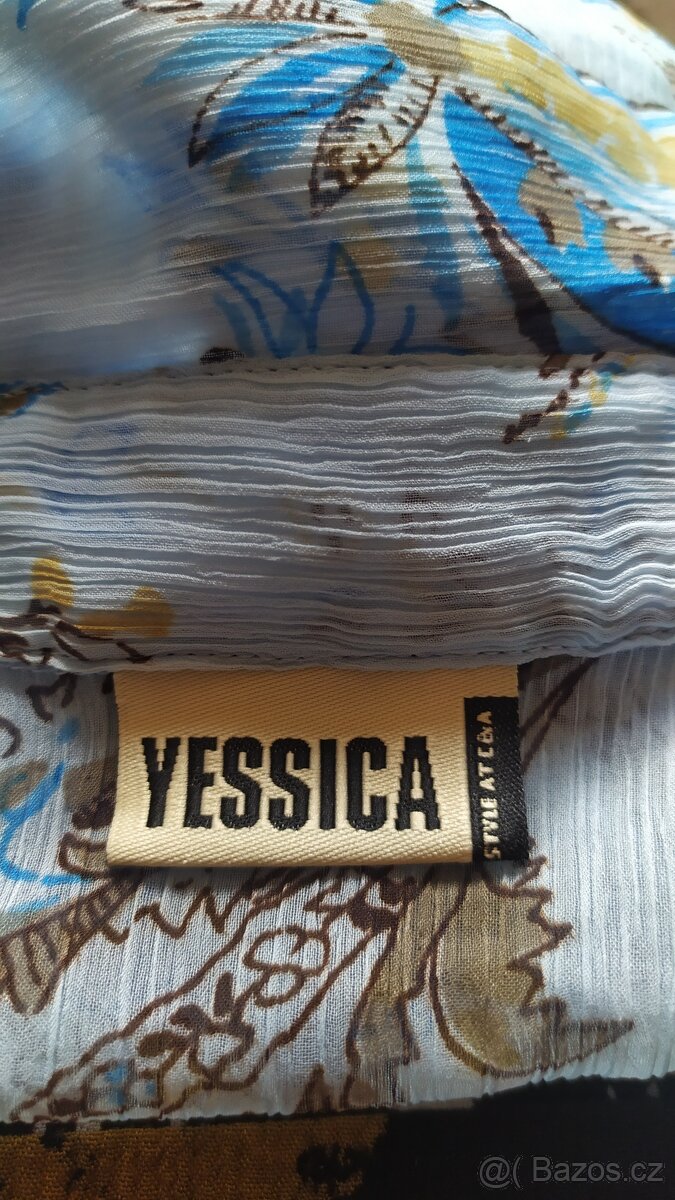 YESSICA
STYLE AT C&A
@( Bazos.cz